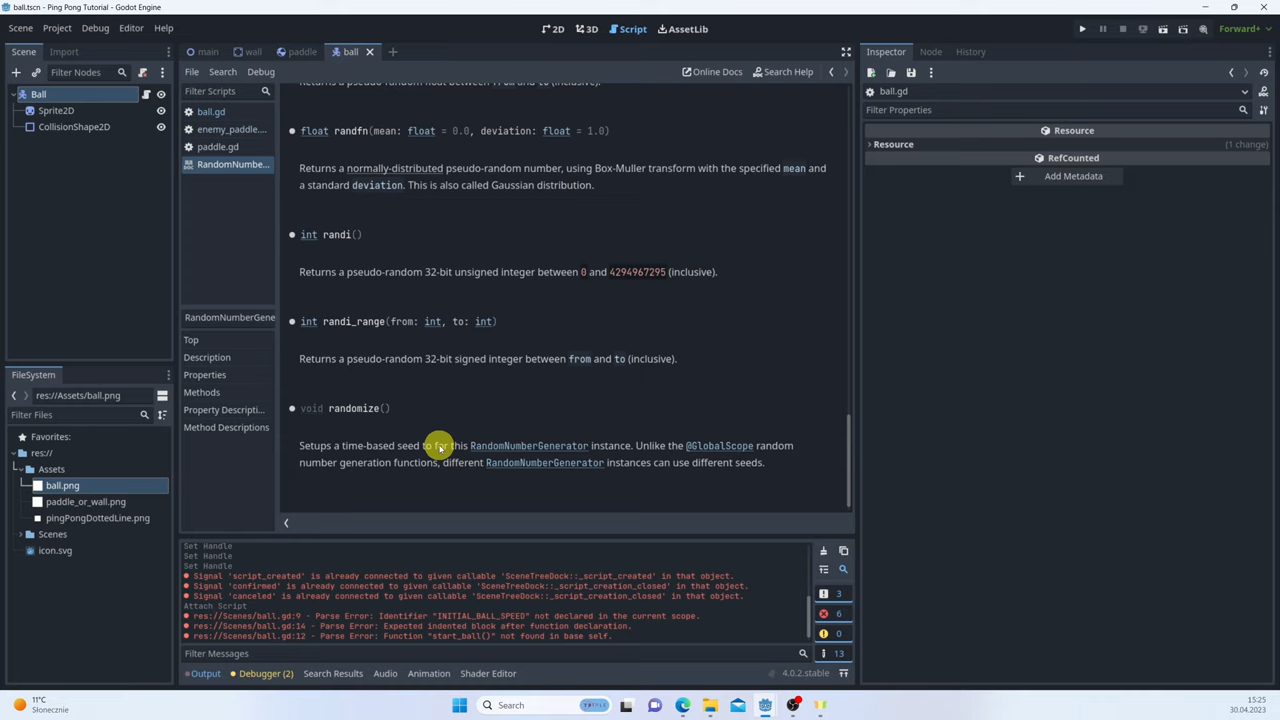 ball.tscn - Ping Pong Tutorial - Godot Engine
Scene Project Debug Editor Help
2D 3D Script AssetLib
Forward+
Scene Import
Filter Nodes
Ball
Sprite2D
CollisionShape2D
main wall paddle ball
File Search Debug
Online Docs Search Help
Filter Scripts
ball.gd
enemy_paddle....
paddle.gd
RandomNumbe...
RandomNumberGene
Top
Description
Properties
Methods
Property Descripti...
Method Descriptions
Returns a pseudo-random float between from and to (inclusive).
float randfn(mean: float = 0.0, deviation: float = 1.0)
Returns a normally-distributed pseudo-random number, using Box-Muller transform with the specified mean and
a standard deviation. This is also called Gaussian distribution.
int randi()
Returns a pseudo-random 32-bit unsigned integer between 0 and 4294967295 (inclusive).
int randi_range(from: int, to: int)
Returns a pseudo-random 32-bit signed integer between from and to (inclusive).
void randomize()
Setups a time-based seed to for this RandomNumberGenerator instance. Unlike the @GlobalScope random
number generation functions, different RandomNumberGenerator instances can use different seeds.
Inspector Node History
ball.gd
Filter Properties
Resource
Resource (1 change)
RefCounted
Add Metadata
FileSystem
res://Assets/ball.png
Filter Files
Favorites:
res://
Assets
ball.png
paddle_or_wall.png
pingPongDottedLine.png
Scenes
icon.svg
Set Handle
Set Handle
Set Handle
Signal 'script_created' is already connected to given callable 'SceneTreeDock::_script_created' in that object.
Signal 'confirmed' is already connected to given callable 'SceneTreeDock::_script_creation_closed' in that object.
Signal 'canceled' is already connected to given callable 'SceneTreeDock::_script_creation_closed' in that object.
Attach Script
res://Scenes/ball.gd:9 - Parse Error: Identifier "INITIAL_BALL_SPEED" not declared in the current scope.
res://Scenes/ball.gd:14 - Parse Error: Expected indented block after function declaration.
res://Scenes/ball.gd:12 - Parse Error: Function "start_ball()" not found in base self.
3
6
0
13
Filter Messages
Output Debugger (2) Search Results Audio Animation Shader Editor
4.0.2.stable
11°C
Słonecznie
Search
15:25
30.04.2023